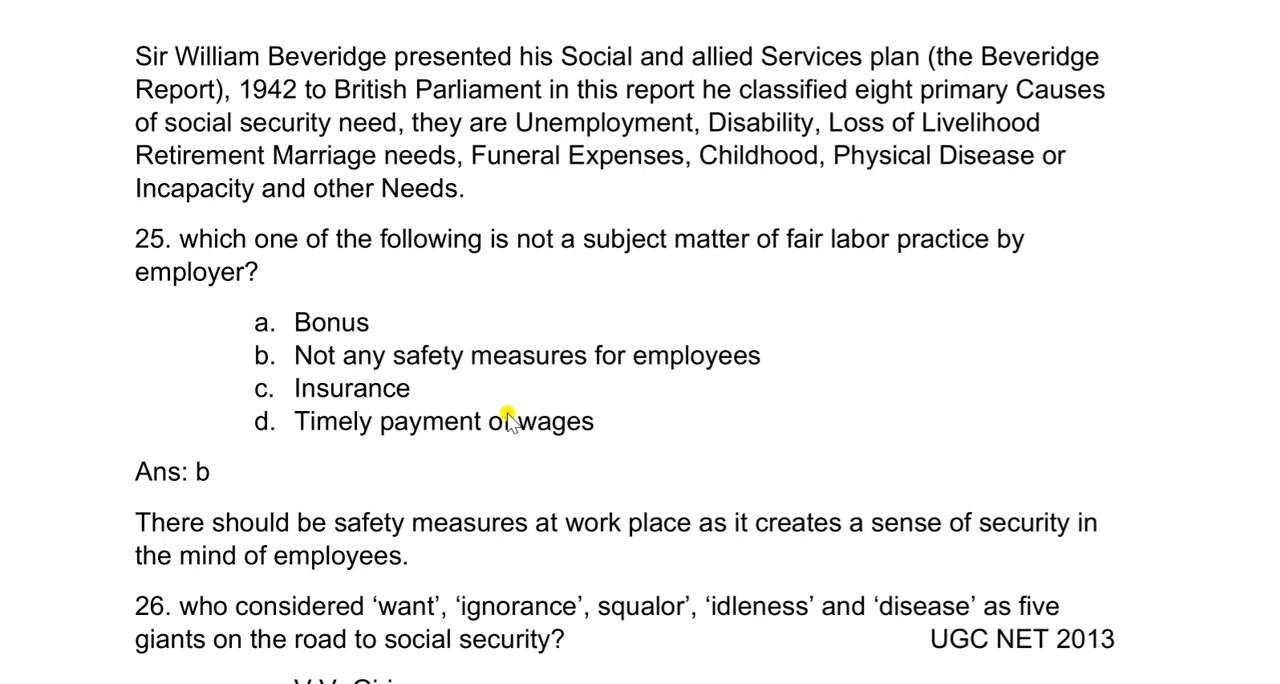 Sir William Beveridge presented his Social and allied Services plan (the Beveridge
Report), 1942 to British Parliament in this report he classified eight primary Causes
of social security need, they are Unemployment, Disability, Loss of Livelihood
Retirement Marriage needs, Funeral Expenses, Childhood, Physical Disease or
Incapacity and other Needs.
25. which one of the following is not a subject matter of fair labor practice by
employer?
a. Bonus
b. Not any safety measures for employees
c. Insurance
d. Timely payment of wages
Ans: b
There should be safety measures at work place as it creates a sense of security in
the mind of employees.
26. who considered ‘want’, ‘ignorance’, squalor’, ‘idleness’ and ‘disease’ as five
giants on the road to social security? UGC NET 2013